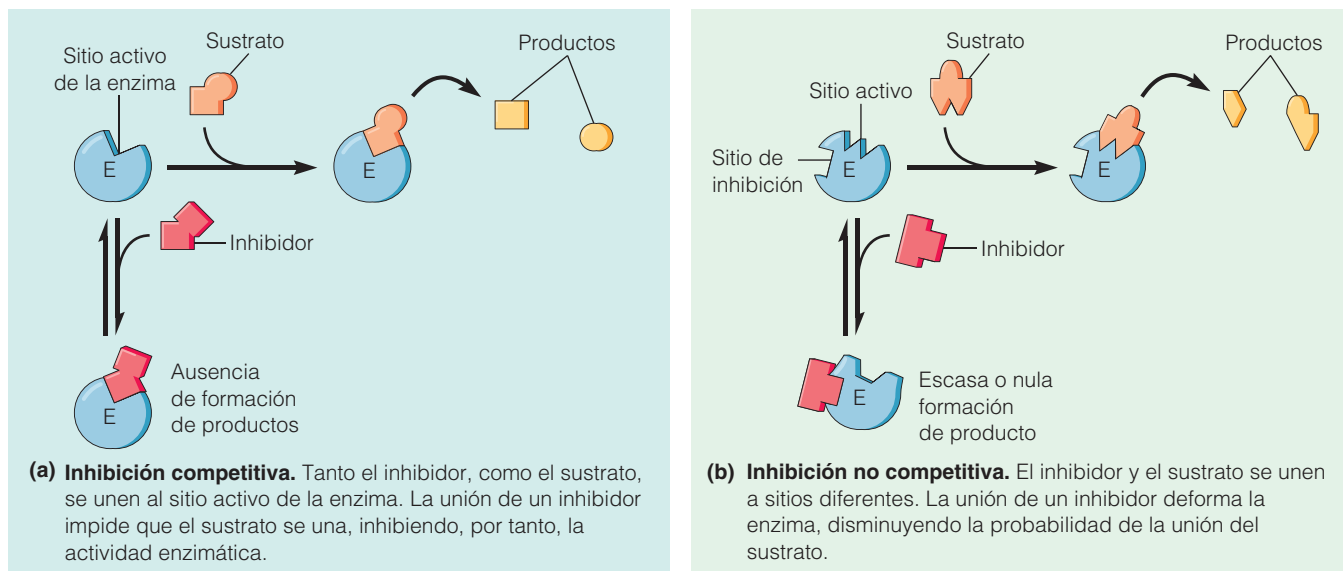 Sitio activo
de la enzima
Sustrato
Productos
E
E
Inhibidor
E
Ausencia
de formación
de productos
(a) Inhibición competitiva. Tanto el inhibidor, como el sustrato,
se unen al sitio activo de la enzima. La unión de un inhibidor
impide que el sustrato se una, inhibiendo, por tanto, la
actividad enzimática.
Sustrato
Productos
Sitio activo
Sitio de
inhibición
E
E
Inhibidor
E
Escasa o nula
formación
de producto
(b) Inhibición no competitiva. El inhibidor y el sustrato se unen
a sitios diferentes. La unión de un inhibidor deforma la
enzima, disminuyendo la probabilidad de la unión del
sustrato.